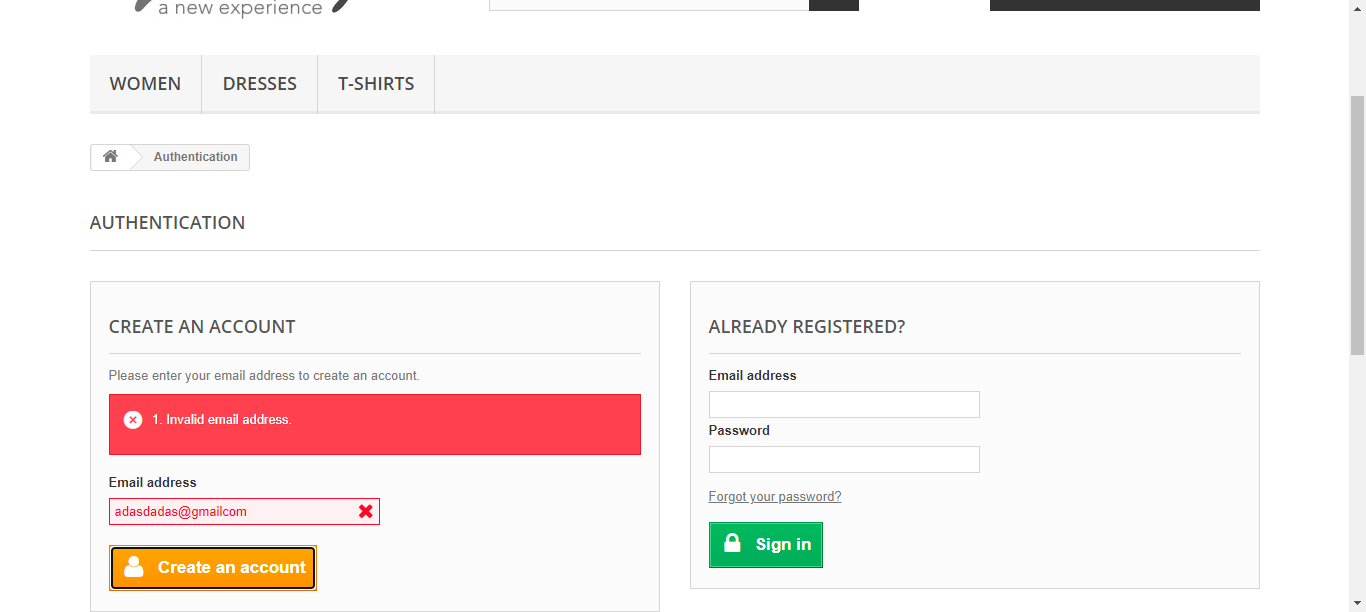 a new experience
WOMEN
DRESSES
T-SHIRTS
Authentication
AUTHENTICATION
CREATE AN ACCOUNT
Please enter your email address to create an account.
1. Invalid email address.
Email address
adasdadas@gmailcom
Create an account
ALREADY REGISTERED?
Email address
Password
Forgot your password?
Sign in